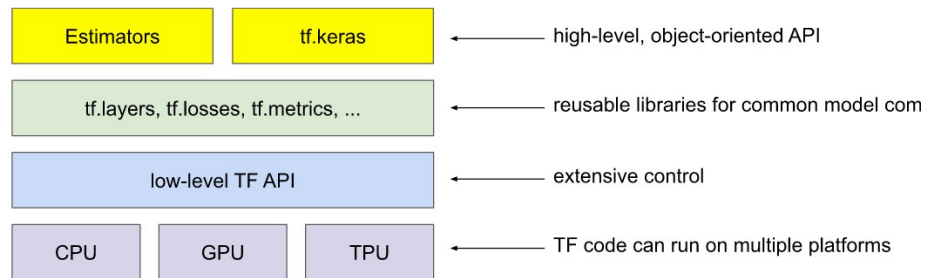 Estimators
tf.keras
high-level, object-oriented API
tf.layers, tf.losses, tf.metrics, ...
reusable libraries for common model com
low-level TF API
extensive control
CPU
GPU
TPU
TF code can run on multiple platforms